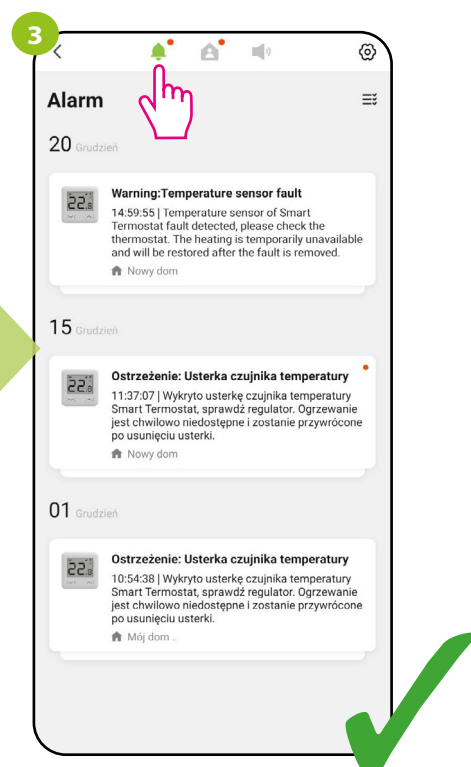 3
Alarm
20 Grudzień
Warning:Temperature sensor fault
14:59:55 | Temperature sensor of Smart
Termostat fault detected, please check the
thermostat. The heating is temporarily unavailable
and will be restored after the fault is removed.
Nowy dom
15 Grudzień
Ostrzeżenie: Usterka czujnika temperatury
11:37:07 | Wykryto usterkę czujnika temperatury
Smart Termostat, sprawdź regulator. Ogrzewanie
jest chwilowo niedostępne i zostanie przywrócone
po usunięciu usterki.
Nowy dom
01 Grudzień
Ostrzeżenie: Usterka czujnika temperatury
10:54:38 | Wykryto usterkę czujnika temperatury
Smart Termostat, sprawdź regulator. Ogrzewanie
jest chwilowo niedostępne i zostanie przywrócone
po usunięciu usterki.
Mój dom ..